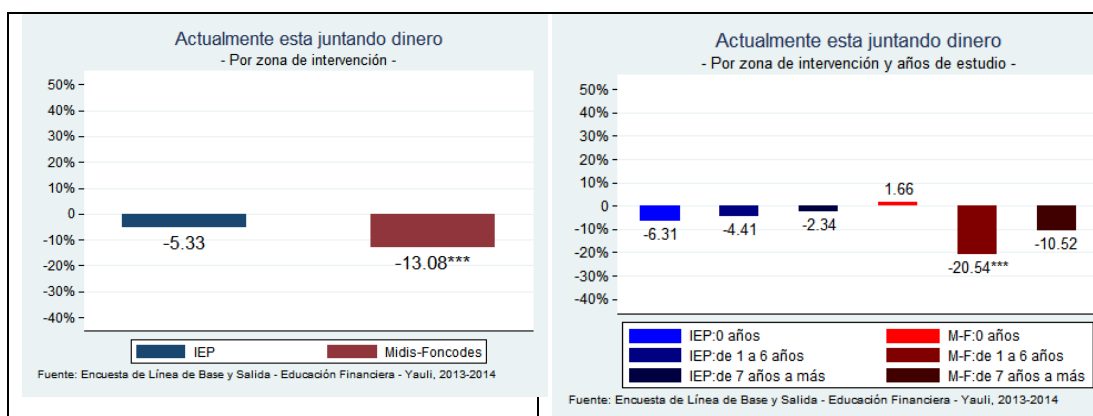 Actualmente esta juntando dinero
- Por zona de intervención -
50%
40%
30%
20%
10%
0
-10%
-20%
-30%
-40%
-5.33
-13.08***
IEP
Midis-Foncodes
Fuente: Encuesta de Línea de Base y Salida - Educación Financiera - Yauli, 2013-2014
Actualmente esta juntando dinero
- Por zona de intervención y años de estudio -
50%
40%
30%
20%
10%
0
-10%
-20%
-30%
-40%
-6.31
-4.41
-2.34
1.66
-20.54***
-10.52
IEP:0 años
M-F:0 años
IEP:de 1 a 6 años
M-F:de 1 a 6 años
IEP:de 7 años a más
M-F:de 7 años a más
Fuente: Encuesta de Línea de Base y Salida - Educación Financiera - Yauli, 2013-2014